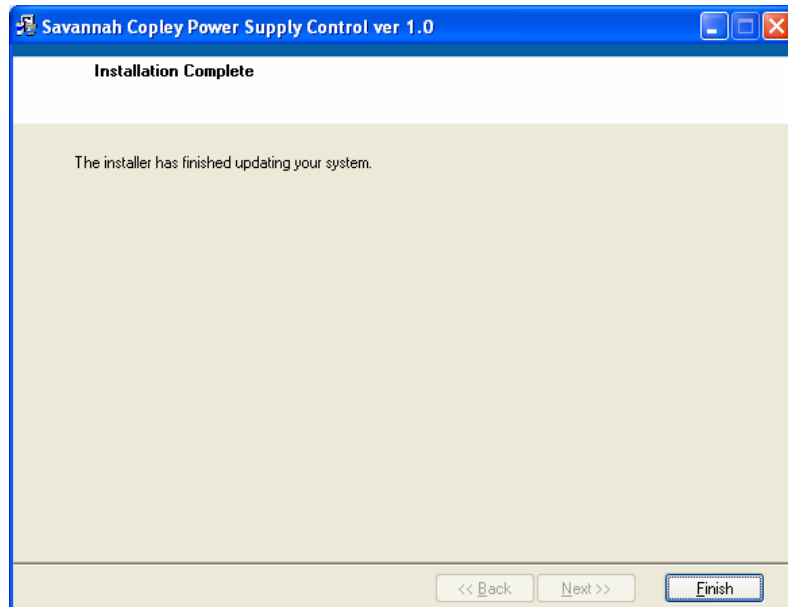 Savannah Copley Power Supply Control ver 1.0
Installation Complete
The installer has finished updating your system.
<< Back Next >> Finish